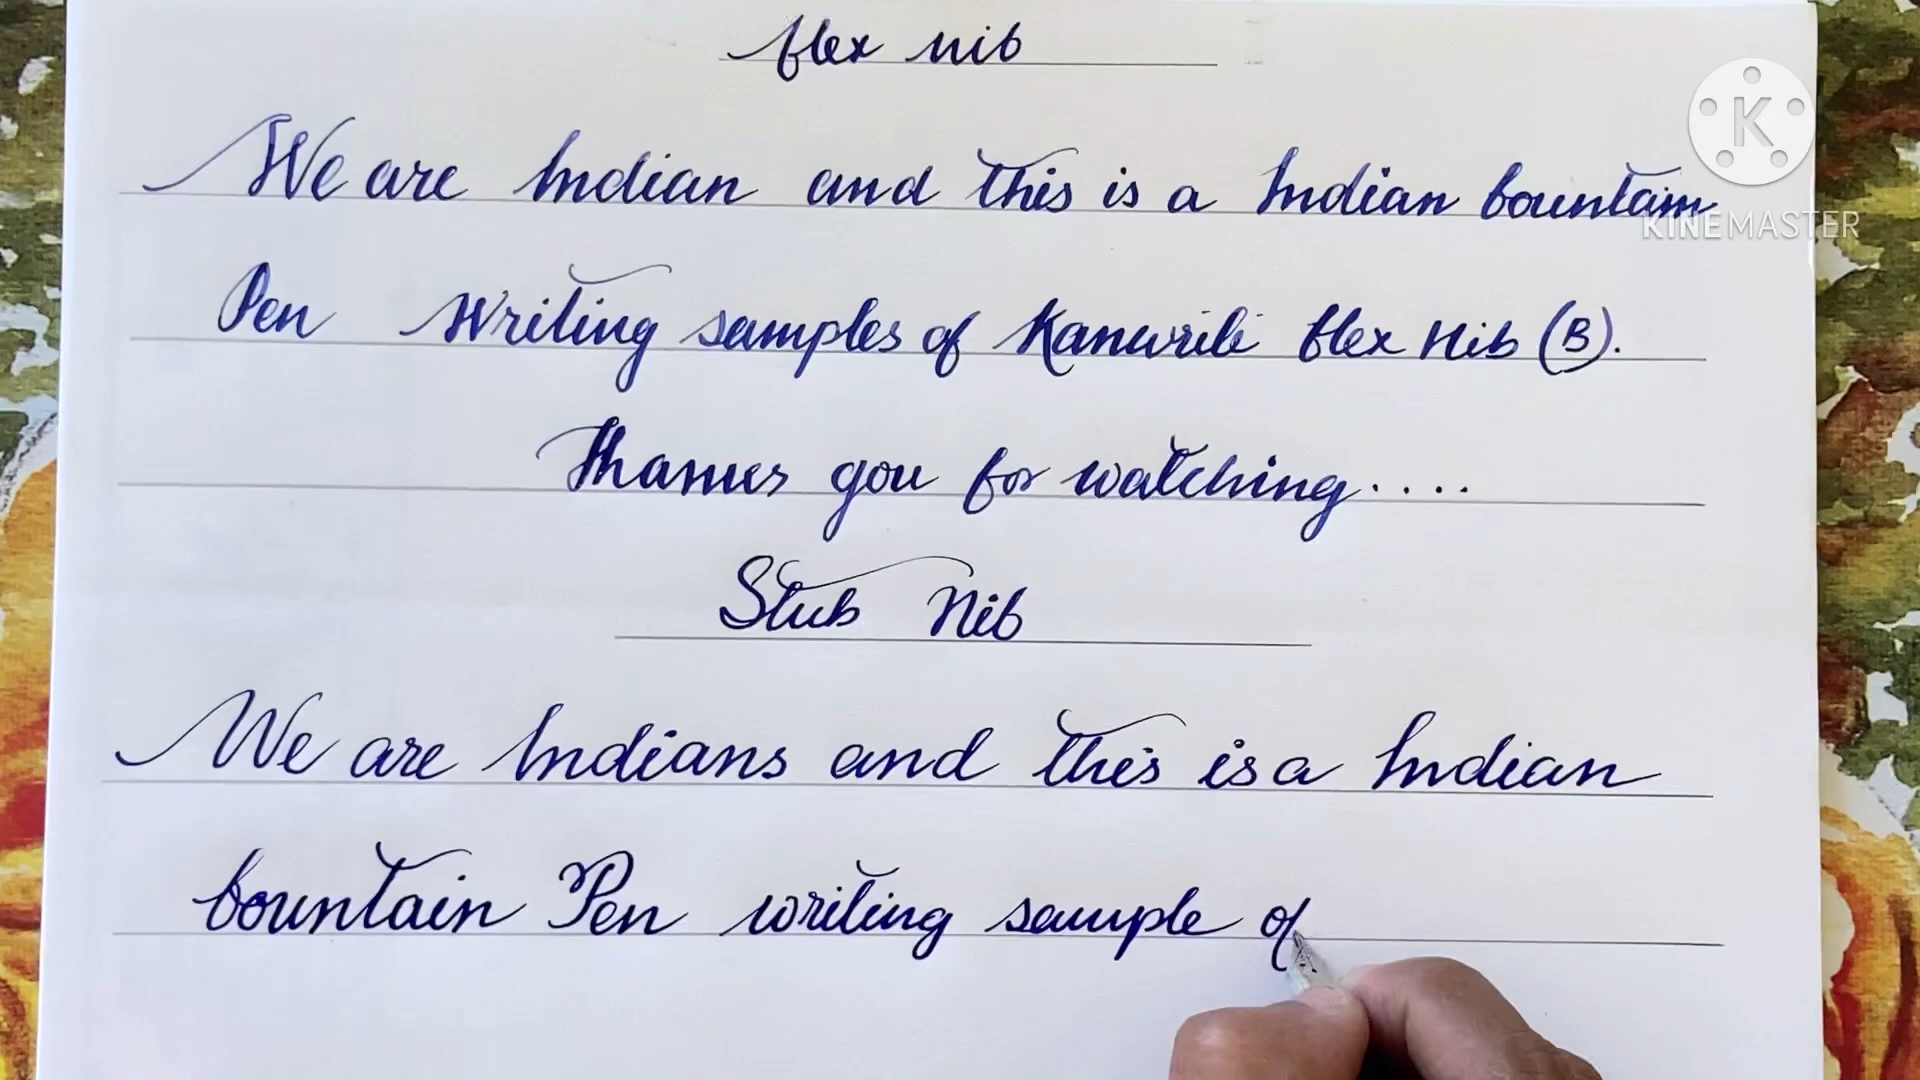 flex nib
We are Indian and this is a Indian fountain
Pen Writing samples of Kanwrite flex Nib (B).
Thanks you for watching....
Stub Nib
We are Indians and this is a Indian
fountain Pen writing sample of
K
KINEMASTER